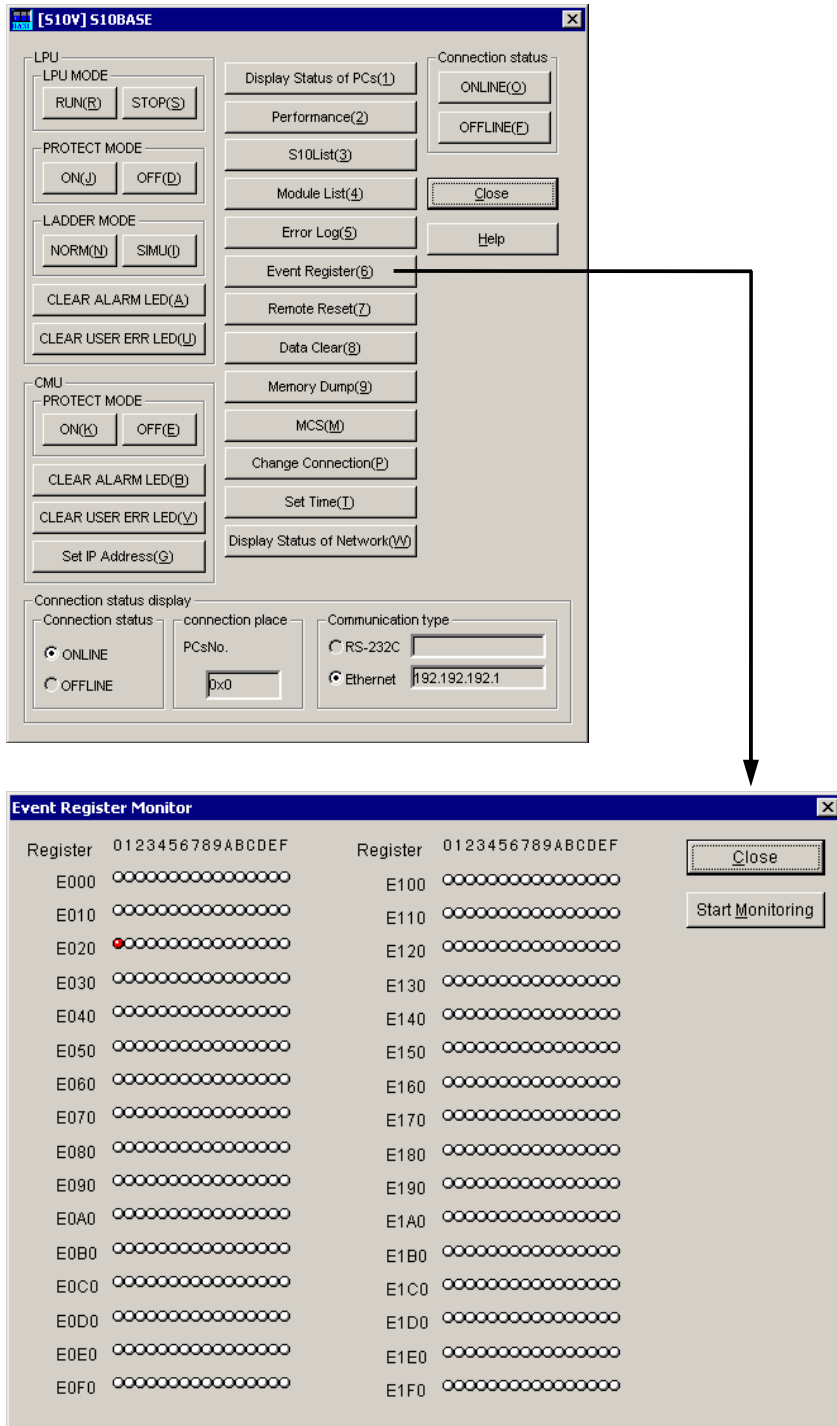 [S10V] S10BASE
LPU
LPU MODE
RUN(R) STOP(S)
PROTECT MODE
ON(J) OFF(D)
LADDER MODE
NORM(N) SIMU(I)
CLEAR ALARM LED(A)
CLEAR USER ERR LED(U)
CMU
PROTECT MODE
ON(K) OFF(E)
CLEAR ALARM LED(B)
CLEAR USER ERR LED(V)
Set IP Address(G)
Display Status of PCs(1)
Performance(2)
S10List(3)
Module List(4)
Error Log(5)
Event Register(6)
Remote Reset(7)
Data Clear(8)
Memory Dump(9)
MCS(M)
Change Connection(P)
Set Time(T)
Display Status of Network(W)
Connection status
ONLINE(O)
OFFLINE(F)
Close
Help
Connection status display
Connection status
ONLINE
OFFLINE
connection place
PCsNo.
0x0
Communication type
RS-232C
Ethernet 192.192.192.1
Event Register Monitor
Register 0123456789ABCDEF
E000
E010
E020
E030
E040
E050
E060
E070
E080
E090
E0A0
E0B0
E0C0
E0D0
E0E0
E0F0
Register 0123456789ABCDEF
E100
E110
E120
E130
E140
E150
E160
E170
E180
E190
E1A0
E1B0
E1C0
E1D0
E1E0
E1F0
Close
Start Monitoring